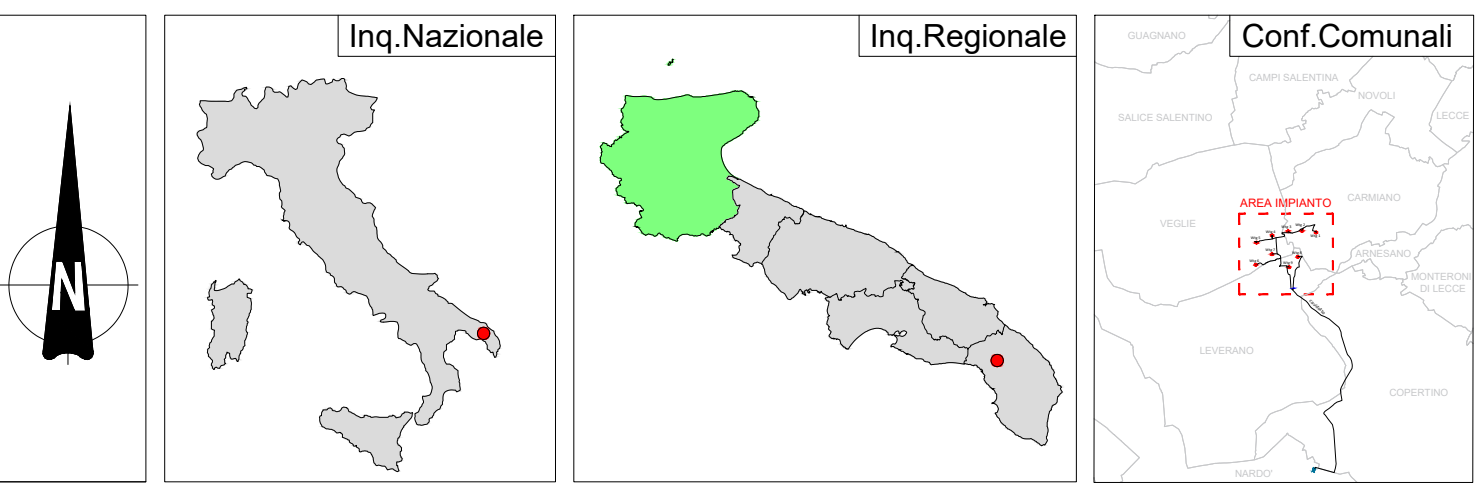 N
Inq.Nazionale
Inq.Regionale
Conf.Comunali
GUAGNANO
CAMPI SALENTINA
NOVOLI
SALICE SALENTINO
LECCE
CARMIANO
AREA IMPIANTO
VEGLIE
ARNESANO
MONTERONI
DI LECCE
LEVERANO
COPERTINO
NARDO'